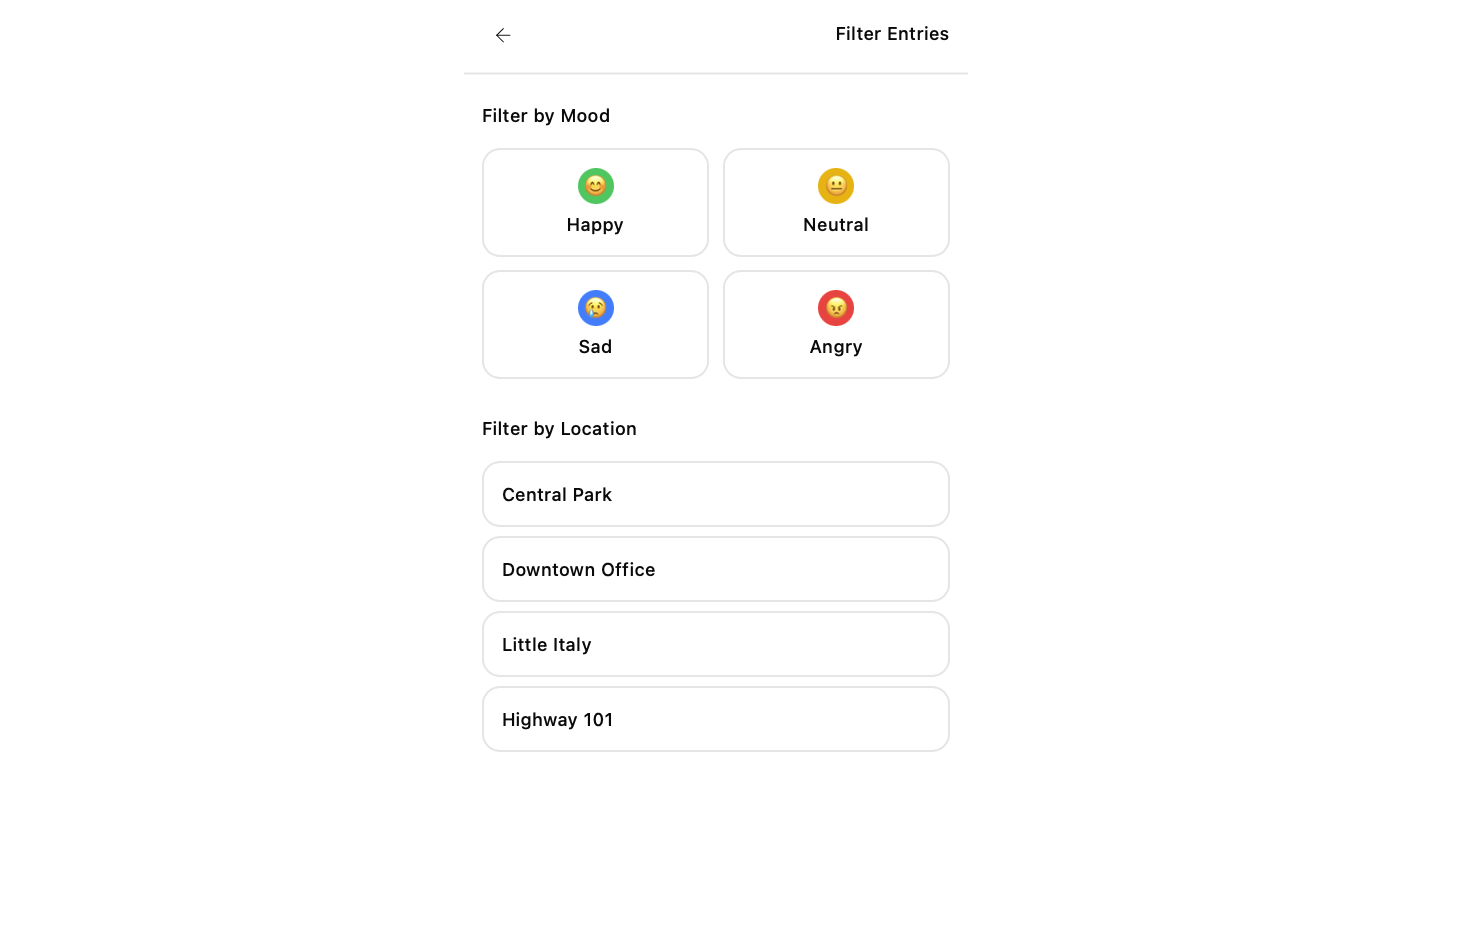 Filter Entries
Filter by Mood
Happy
Neutral
Sad
Angry
Filter by Location
Central Park
Downtown Office
Little Italy
Highway 101